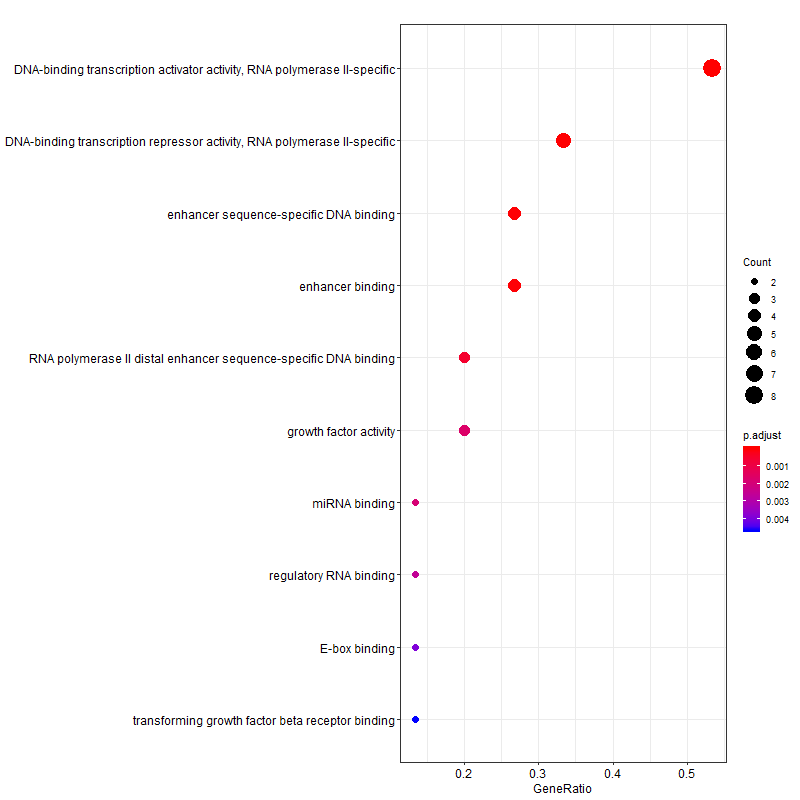 DNA-binding transcription activator activity, RNA polymerase II-specific
DNA-binding transcription repressor activity, RNA polymerase II-specific
enhancer sequence-specific DNA binding
enhancer binding
RNA polymerase II distal enhancer sequence-specific DNA binding
growth factor activity
miRNA binding
regulatory RNA binding
E-box binding
transforming growth factor beta receptor binding
0.2 0.3 0.4 0.5
GeneRatio
Count
2
3
4
5
6
7
8
p.adjust
0.001
0.002
0.003
0.004